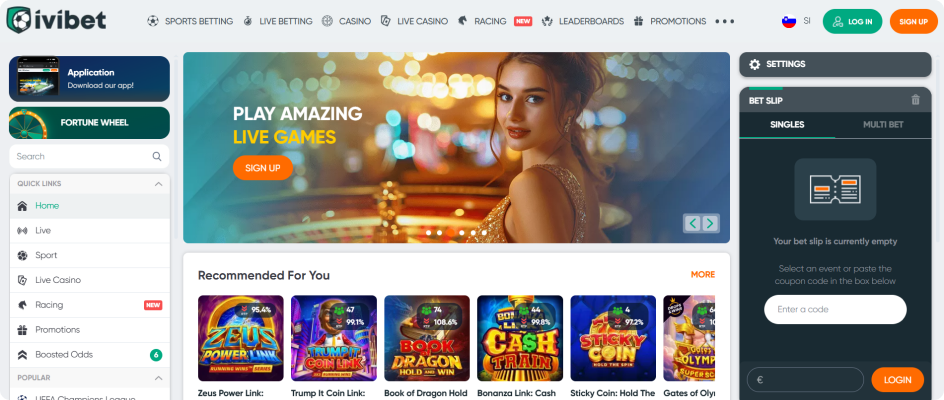 ivibet
SPORTS BETTING
LIVE BETTING
CASINO
LIVE CASINO
RACING
NEW
LEADERBOARDS
PROMOTIONS
SI
LOG IN
SIGN UP
Application
Download our app!
FORTUNE WHEEL
Search
QUICK LINKS
Home
Live
Sport
Live Casino
Racing
NEW
Promotions
Boosted Odds
6
POPULAR
UEFA Champions League
PLAY AMAZING
LIVE GAMES
SIGN UP
Recommended For You
MORE
95.4%
ZEUS
POWER LINK
RUNNING WINS SERIES
47
99.1%
TRUMP IT
COIN LINK
RUNNING WINS
74
108.6%
BOOK
DRAGON
HOLD AND WIN
44
99.8%
CASH
TRAIN
4
97.2%
STICKY
COIN
HOLD THE SPIN
Zeus Power Link:
Trump It Coin Link:
Book of Dragon Hold
Bonanza Link: Cash
Sticky Coin: Hold The
Gates of Oly
SETTINGS
BET SLIP
SINGLES
MULTI BET
Your bet slip is currently empty
Select an event or paste the
coupon code in the box below
Enter a code
€
LOGIN